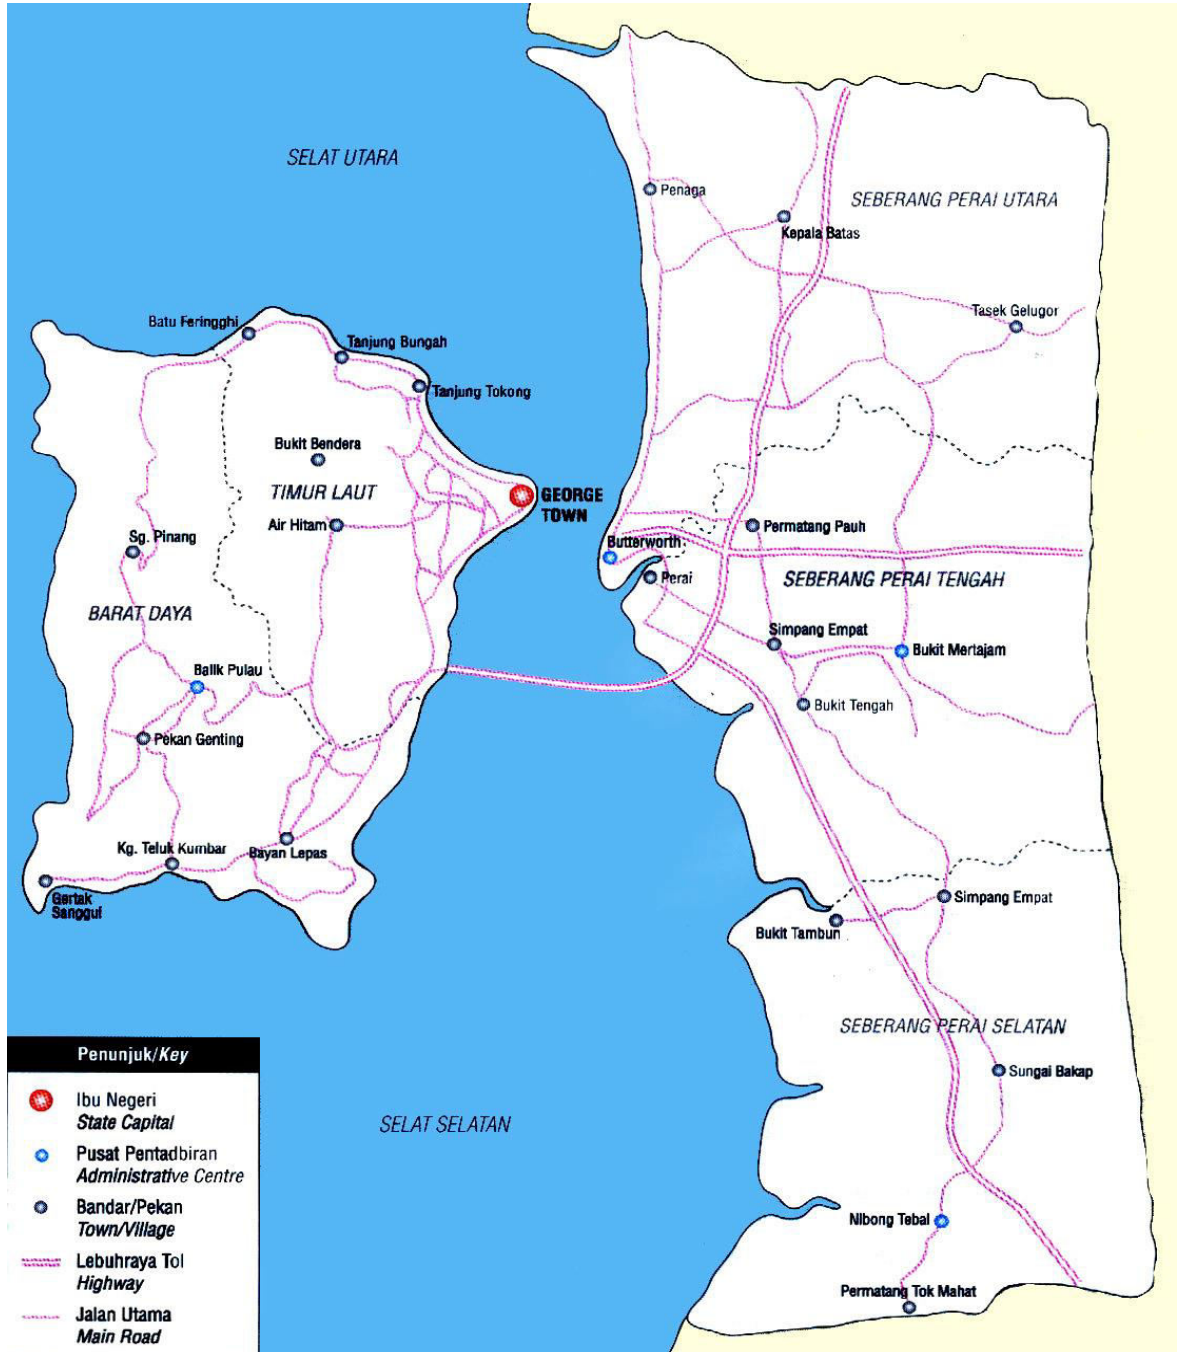 SELAT UTARA
Penaga
SEBERANG PERAI UTARA
Kepala Batas
Tasek Gelugor
Batu Feringghi
Tanjung Bungah
Tanjung Tokong
Bukit Bendera
TIMUR LAUT
GEORGE
TOWN
Air Hitam
Permatang Pauh
Sg. Pinang
Butterworth
Perai
SEBERANG PERAI TENGAH
BARAT DAYA
Simpang Empat
Bukit Mertajam
Balik Pulau
Bukit Tengah
Pekan Genting
Kg. Teluk Kumbar
Bayan Lepas
Gertak
Sanggul
Simpang Empat
Bukit Tambun
SEBERANG PERAI SELATAN
Sungai Bakap
SELAT SELATAN
Nibong Tebal
Permatang Tok Mahat
Penunjuk/Key
Ibu Negeri
State Capital
Pusat Pentadbiran
Administrative Centre
Bandar/Pekan
Town/Village
Lebuhraya Tol
Highway
Jalan Utama
Main Road